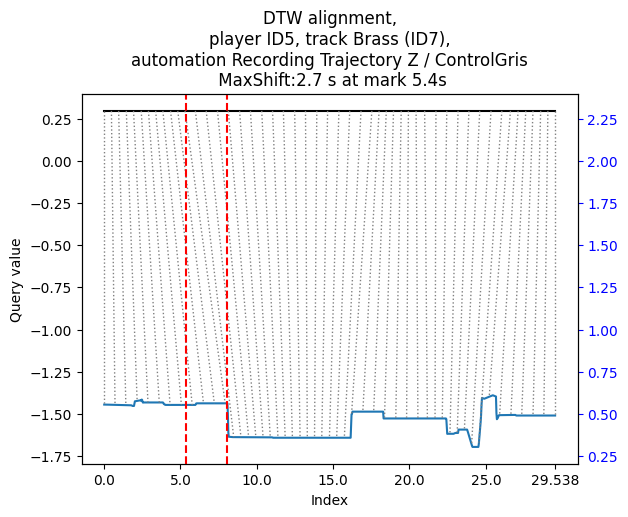 DTW alignment,
player ID5, track Brass (ID7),
automation Recording Trajectory Z / ControlGris
MaxShift:2.7 s at mark 5.4s
0.25
0.00
−0.25
−0.50
−0.75
−1.00
−1.25
−1.50
−1.75
Query value
2.25
2.00
1.75
1.50
1.25
1.00
0.75
0.50
0.25
0.0 5.0 10.0 15.0 20.0 25.0 29.538
Index